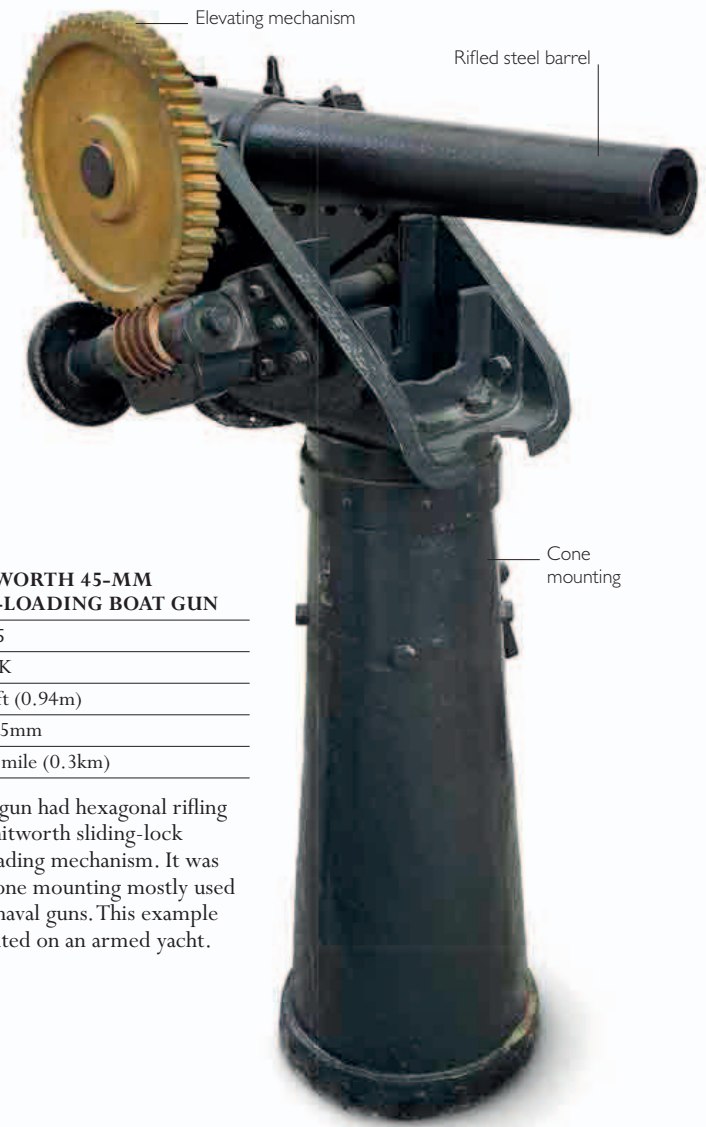 Elevating mechanism
Rifled steel barrel
Cone
mounting
WORTH 45-MM
-LOADING BOAT GUN
5
K
ft (0.94m)
5mm
mile (0.3km)
gun had hexagonal rifling
itworth sliding-lock
ading mechanism. It was
one mounting mostly used
naval guns. This example
ted on an armed yacht.